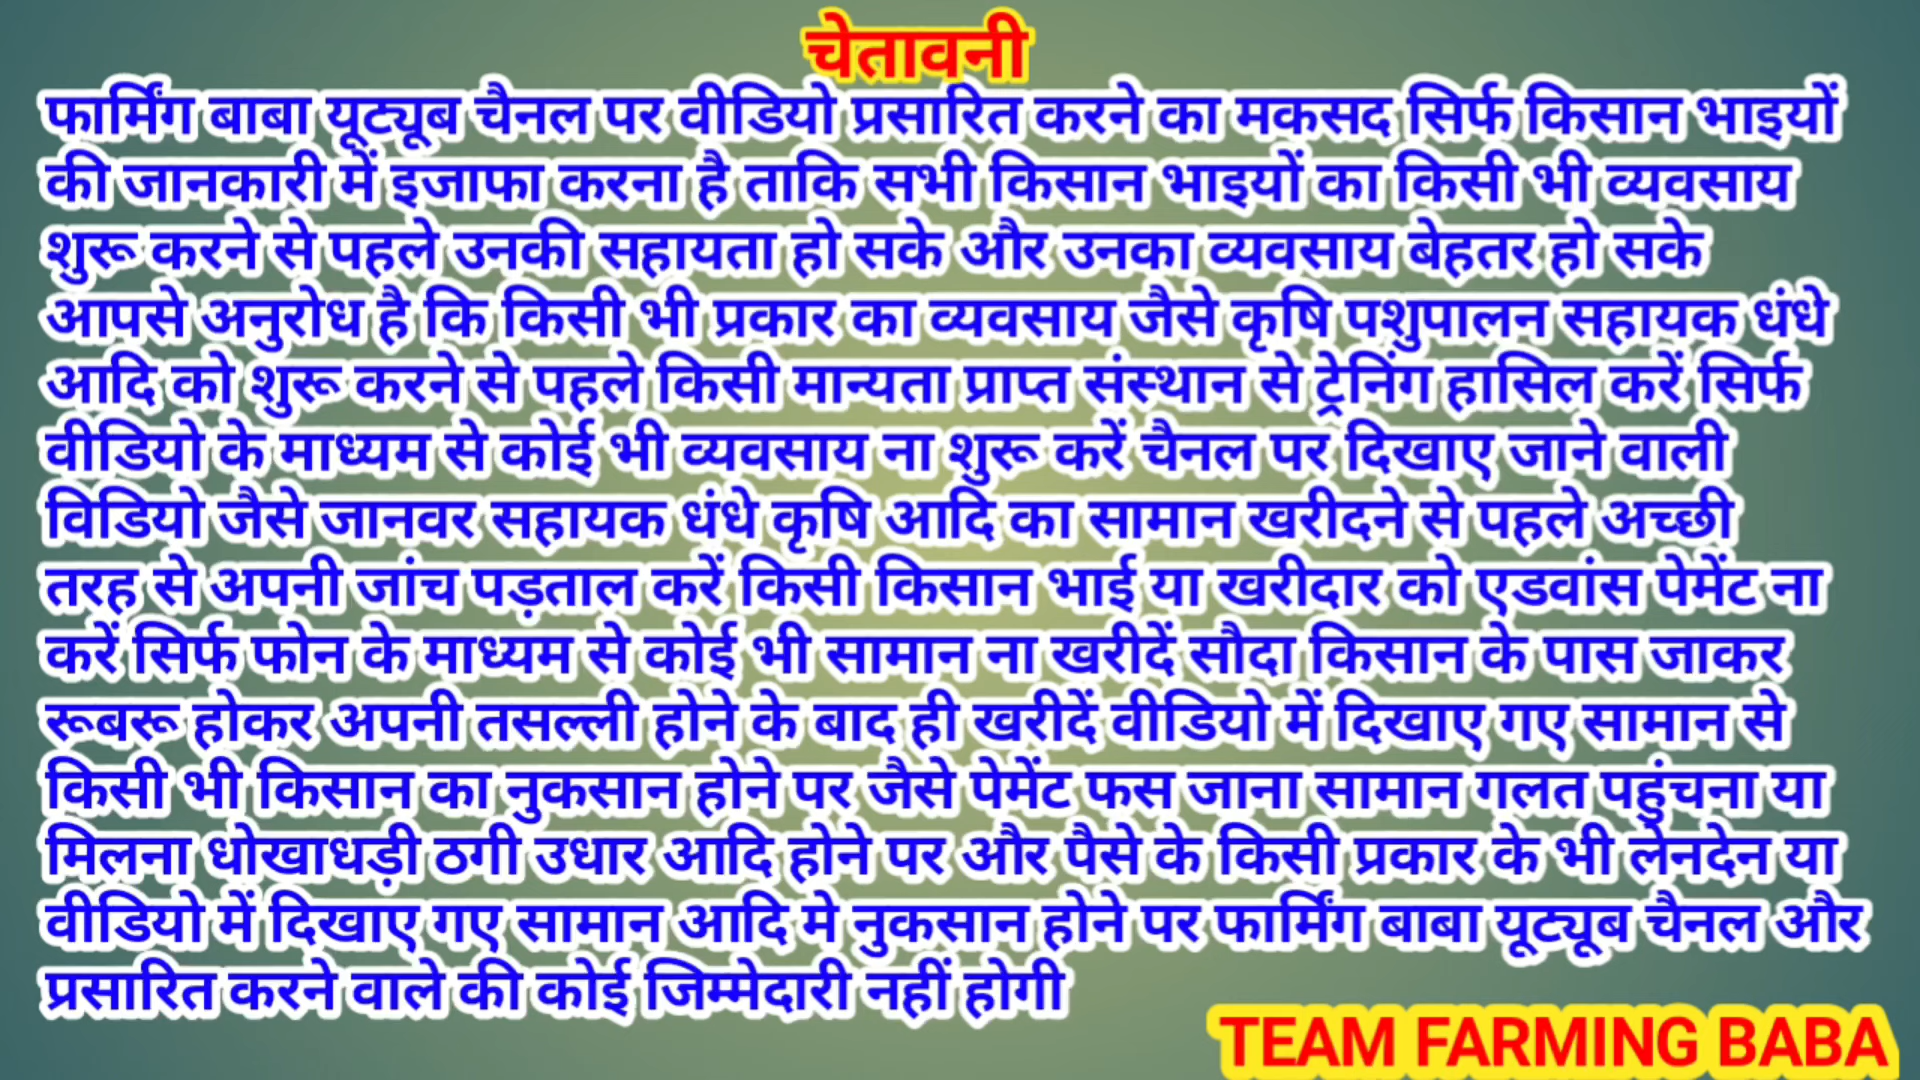 चेतावनी
फार्मिंग बाबा यूट्यूब चैनल पर वीडियो प्रसारित करने का मकसद सिर्फ किसान भाइयों
की जानकारी में इजाफा करना है ताकि सभी किसान भाइयों का किसी भी व्यवसाय
शुरू करने से पहले उनकी सहायता हो सके और उनका व्यवसाय बेहतर हो सके
आपसे अनुरोध है कि किसी भी प्रकार का व्यवसाय जैसे कृषि पशुपालन सहायक धंधे
आदि को शुरू करने से पहले किसी मान्यता प्राप्त संस्थान से ट्रेनिंग हासिल करें सिर्फ
वीडियो के माध्यम से कोई भी व्यवसाय ना शुरू करें चैनल पर दिखाए जाने वाली
विडियो जैसे जानवर सहायक धंधे कृषि आदि का सामान खरीदने से पहले अच्छी
तरह से अपनी जांच पड़ताल करें किसी किसान भाई या खरीदार को एडवांस पेमेंट ना
करें सिर्फ फोन के माध्यम से कोई भी सामान ना खरीदें सौदा किसान के पास जाकर
रूबरू होकर अपनी तसल्ली होने के बाद ही खरीदें वीडियो में दिखाए गए सामान से
किसी भी किसान का नुकसान होने पर जैसे पेमेंट फस जाना सामान गलत पहुंचना या
मिलना धोखाधड़ी ठगी उधार आदि होने पर और पैसे के किसी प्रकार के भी लेनदेन या
वीडियो में दिखाए गए सामान आदि मे नुकसान होने पर फार्मिंग बाबा यूट्यूब चैनल और
प्रसारित करने वाले की कोई जिम्मेदारी नहीं होगी
TEAM FARMING BABA